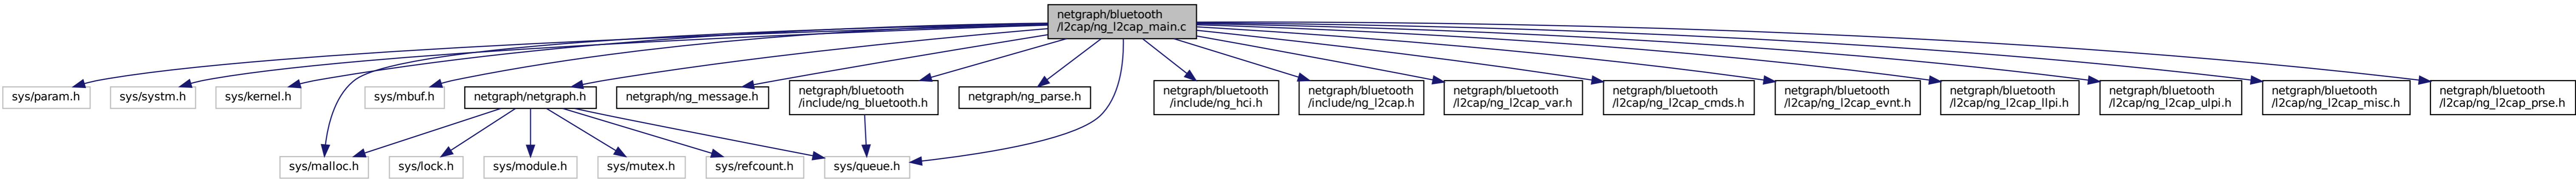 netgraph/bluetooth
/l2cap/ng_l2cap_main.c
sys/param.h
sys/systm.h
sys/kernel.h
sys/mbuf.h
netgraph/netgraph.h
netgraph/ng_message.h
netgraph/bluetooth
/include/ng_bluetooth.h
netgraph/ng_parse.h
netgraph/bluetooth
/include/ng_hci.h
netgraph/bluetooth
/include/ng_l2cap.h
netgraph/bluetooth
/l2cap/ng_l2cap_var.h
netgraph/bluetooth
/l2cap/ng_l2cap_cmds.h
netgraph/bluetooth
/l2cap/ng_l2cap_evnt.h
netgraph/bluetooth
/l2cap/ng_l2cap_llpi.h
netgraph/bluetooth
/l2cap/ng_l2cap_ulpi.h
netgraph/bluetooth
/l2cap/ng_l2cap_misc.h
netgraph/bluetooth
/l2cap/ng_l2cap_prse.h
sys/malloc.h
sys/lock.h
sys/module.h
sys/mutex.h
sys/refcount.h
sys/queue.h